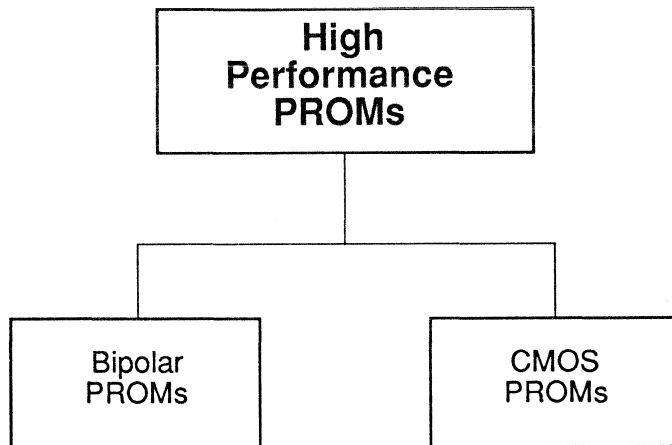 High
Performance
PROMs
Bipolar
PROMs
CMOS
PROMs